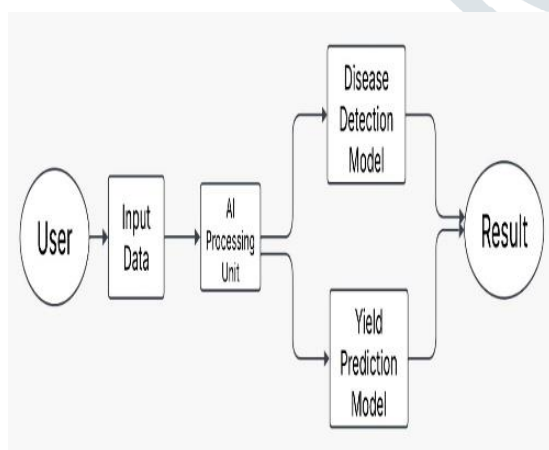 User
Input
Data
AI
Processing
Unit
Disease
Detection
Model
Yield
Prediction
Model
Result